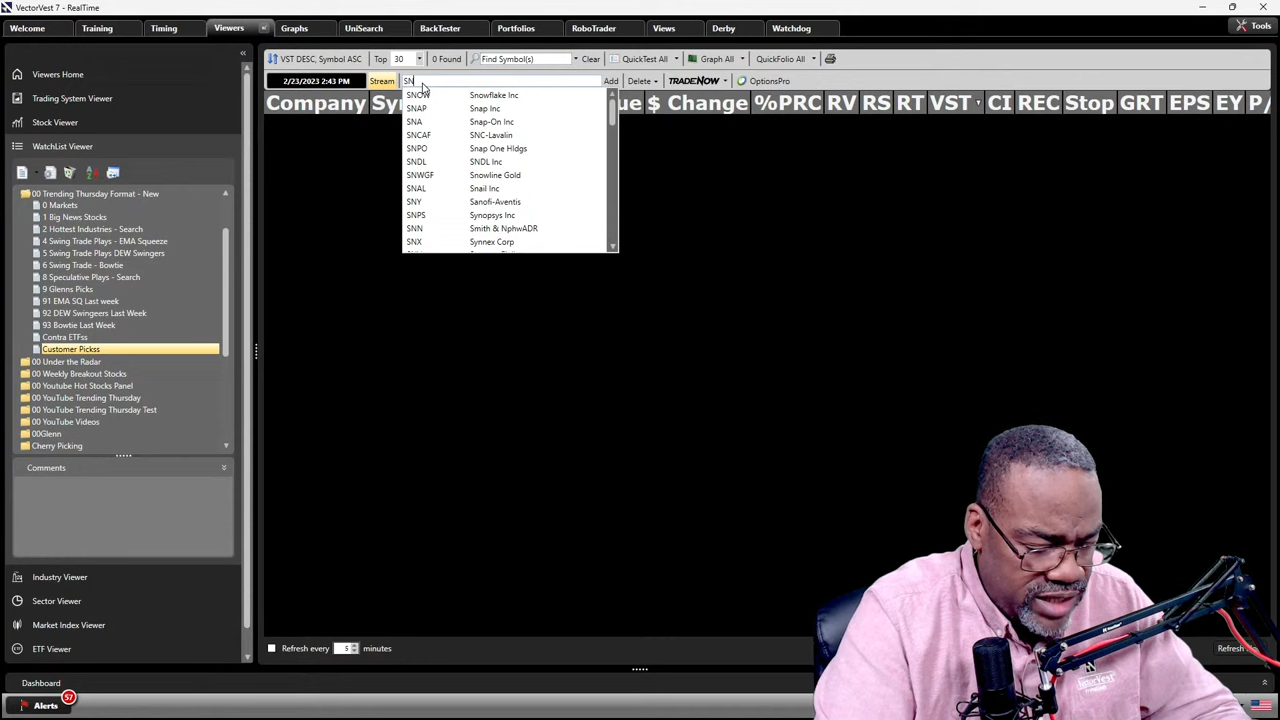 VectorVest 7 - RealTime
Welcome Training Timing Viewers Graphs UniSearch BackTester Portfolios RoboTrader Views Derby Watchdog Tools
VST DESC, Symbol ASC Top 30 0 Found Find Symbol(s) Clear QuickTest All Graph All QuickFolio All
2/23/2023 2:43 PM Stream SN Add Delete TRADENOW OptionsPro
Company $ Change %PRC RV RS RT VST CI REC Stop GRT EPS EY P/
SNOW Snowflake Inc
SNAP Snap Inc
SNA Snap-On Inc
SNCAF SNC-Lavalin
SNPO Snap One Hldgs
SNDL SNDL Inc
SNWGF Snowline Gold
SNAL Snail Inc
SNY Sanofi-Aventis
SNPS Synopsys Inc
SNN Smith & NphwADR
SNX Synnex Corp
Viewers Home
Trading System Viewer
Stock Viewer
WatchList Viewer
00 Trending Thursday Format - New
0 Markets
1 Big News Stocks
2 Hottest Industries - Search
4 Swing Trade Plays - EMA Squeeze
5 Swing Trade Plays DEW Swingers
6 Swing Trade - Bowtie
8 Speculative Plays - Search
9 Glenns Picks
91 EMA SQ Last week
92 DEW Swingers Last Week
93 Bowtie Last Week
Contra ETFss
Customer Pickss
00 Under the Radar
00 Weekly Breakout Stocks
00 Youtube Hot Stocks Panel
00 YouTube Trending Thursday
00 YouTube Trending Thursday Test
00 YouTube Videos
00Glenn
Cherry Picking
Comments
Industry Viewer
Sector Viewer
Market Index Viewer
ETF Viewer
Refresh every 5 minutes
Refresh
Dashboard
Alerts 57
VectorVest